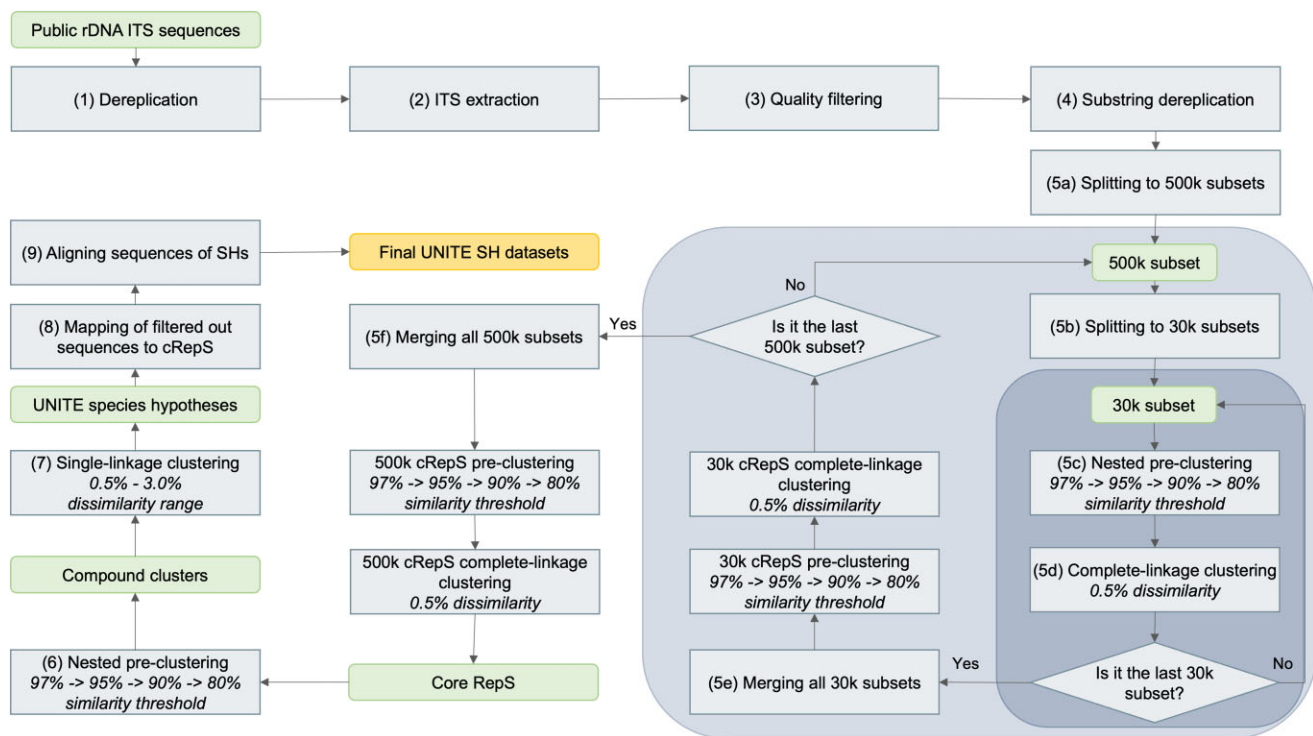 Public rDNA ITS sequences
(1) Dereplication
(2) ITS extraction
(3) Quality filtering
(4) Substring dereplication
(5a) Splitting to 500k subsets
500k subset
(5b) Splitting to 30k subsets
30k subset
(5c) Nested pre-clustering
97% -> 95% -> 90% -> 80%
similarity threshold
(5d) Complete-linkage clustering
0.5% dissimilarity
Is it the last 30k
subset?
No
Yes
(5e) Merging all 30k subsets
30k cRepS pre-clustering
97% -> 95% -> 90% -> 80%
similarity threshold
30k cRepS complete-linkage
clustering
0.5% dissimilarity
Is it the last
500k subset?
No
Yes
(5f) Merging all 500k subsets
500k cRepS pre-clustering
97% -> 95% -> 90% -> 80%
similarity threshold
500k cRepS complete-linkage
clustering
0.5% dissimilarity
Core RepS
(6) Nested pre-clustering
97% -> 95% -> 90% -> 80%
similarity threshold
Compound clusters
(7) Single-linkage clustering
0.5% - 3.0%
dissimilarity range
UNITE species hypotheses
(8) Mapping of filtered out
sequences to cRepS
(9) Aligning sequences of SHs
Final UNITE SH datasets